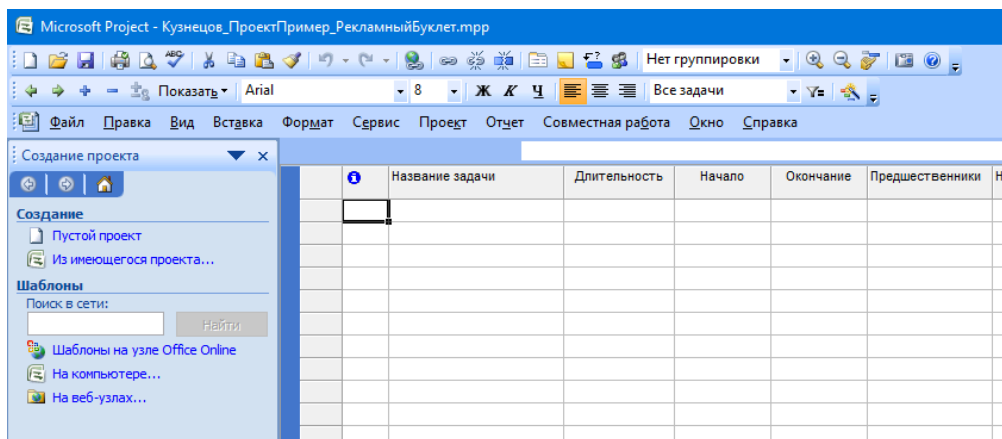 Microsoft Project - Кузнецов_ПроектПример_РекламныйБуклет.mpp
ABC Нет группировки
Показать Arial 8 Ж К Ч Все задачи
Файл Правка Вид Вставка Формат Сервис Проект Отчет Совместная работа Окно Справка
Создание проекта
Название задачи Длительность Начало Окончание Предшественники Н
Создание
Пустой проект
Из имеющегося проекта...
Шаблоны
Поиск в сети:
Найти
Шаблоны на узле Office Online
На компьютере...
На веб-узлах...